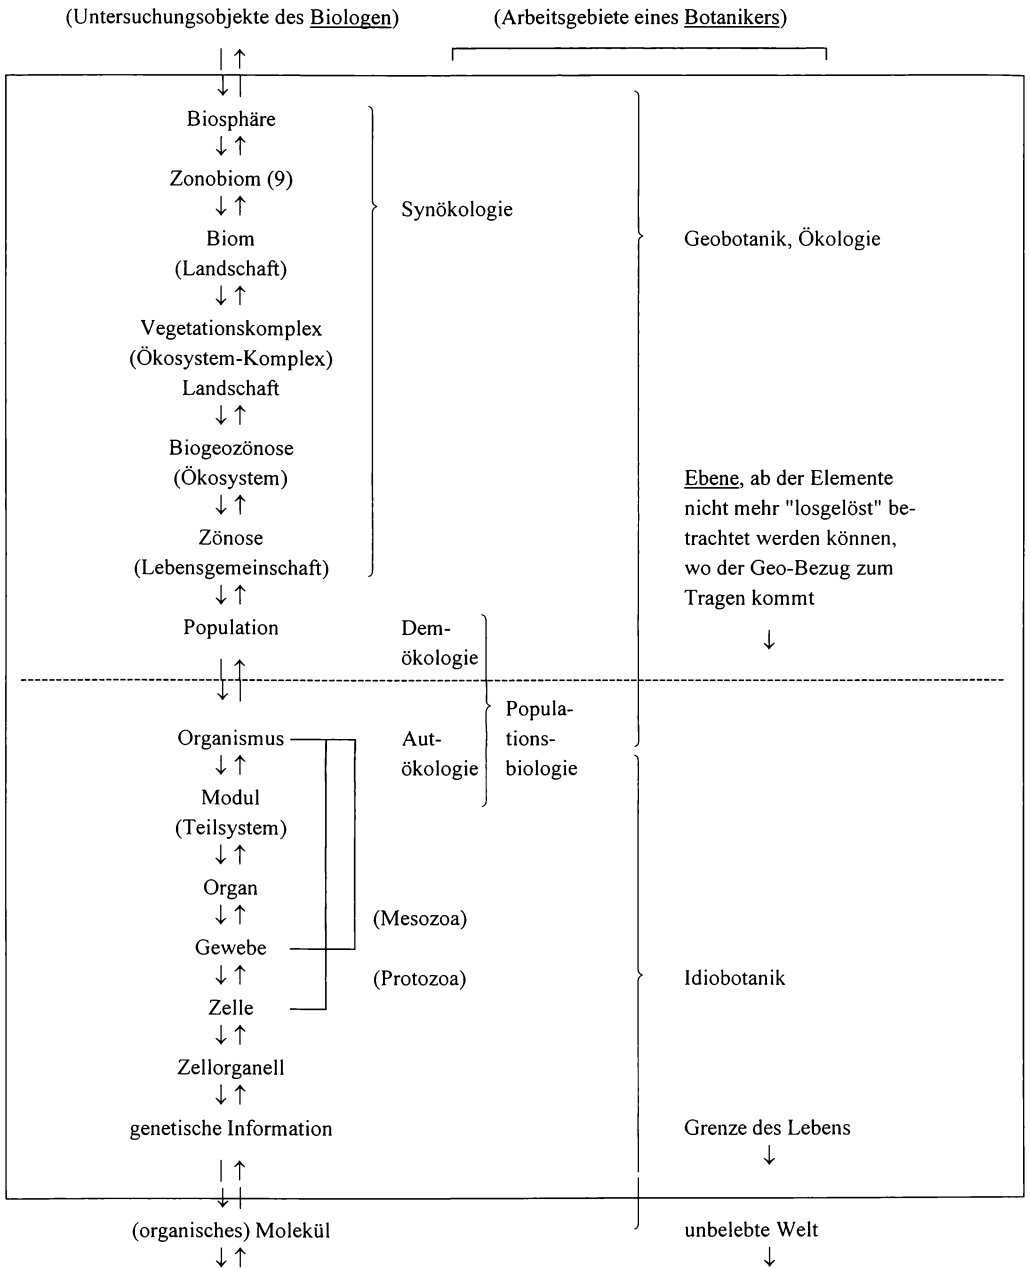 (Untersuchungsobjekte des Biologen)
(Arbeitsgebiete eines Botanikers)
Biosphäre
Zonobiom (9)
Synökologie
Biom
(Landschaft)
Geobotanik, Ökologie
Vegetationskomplex
(Ökosystem-Komplex)
Landschaft
Biogeozönose
(Ökosystem)
Zönose
(Lebensgemeinschaft)
Ebene, ab der Elemente
nicht mehr "losgelöst" be-
trachtet werden können,
wo der Geo-Bezug zum
Tragen kommt
Population
Dem-
ökologie
Organismus
Aut-
ökologie
Popula-
tions-
biologie
Modul
(Teilsystem)
Organ
(Mesozoa)
Gewebe
(Protozoa)
Idiobotanik
Zelle
Zellorganell
genetische Information
Grenze des Lebens
(organisches) Molekül
unbelebte Welt